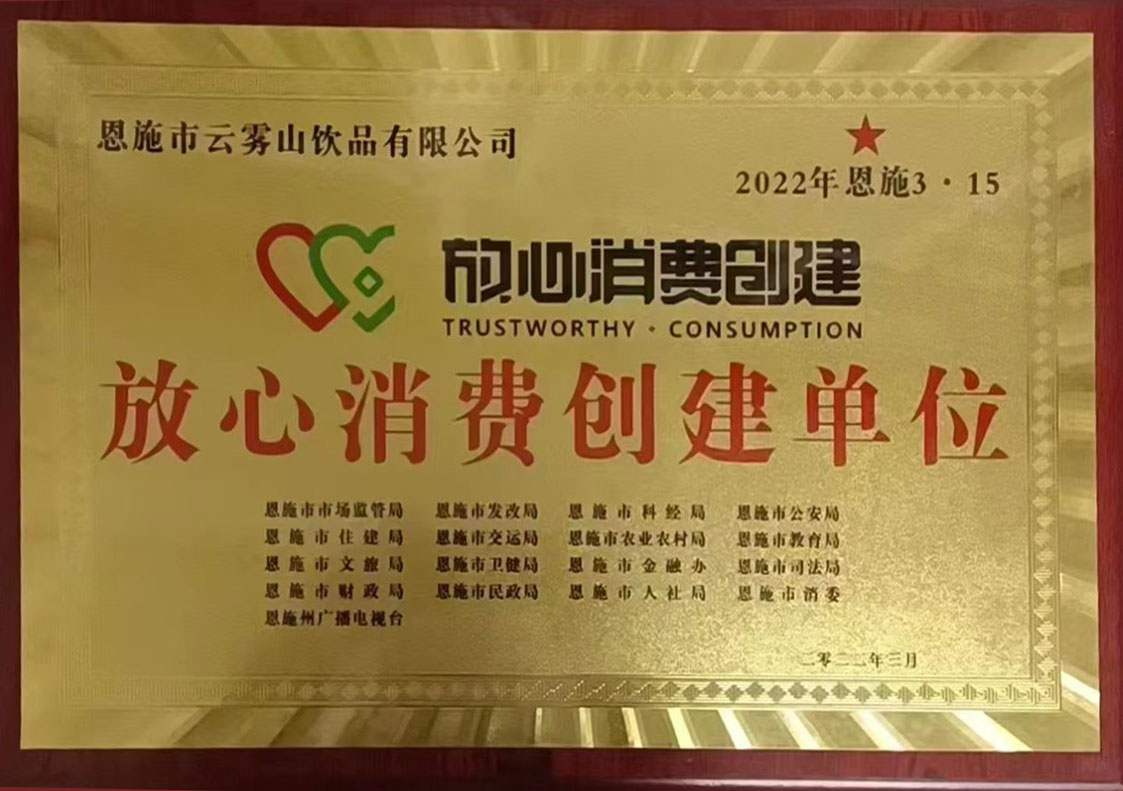 恩施市云雾山饮品有限公司
2022年恩施3·15
放心消费创建
TRUSTWORTHY · CONSUMPTION
放心消费创建单位
恩施市市场监管局 恩施市发改局 恩施市科经局 恩施市公安局
恩施市住建局 恩施市交运局 恩施市农业农村局 恩施市教育局
恩施市文旅局 恩施市卫健局 恩施市金融办 恩施市司法局
恩施市财政局 恩施市民政局 恩施市人社局 恩施市消委
恩施州广播电视台
二零二二年三月